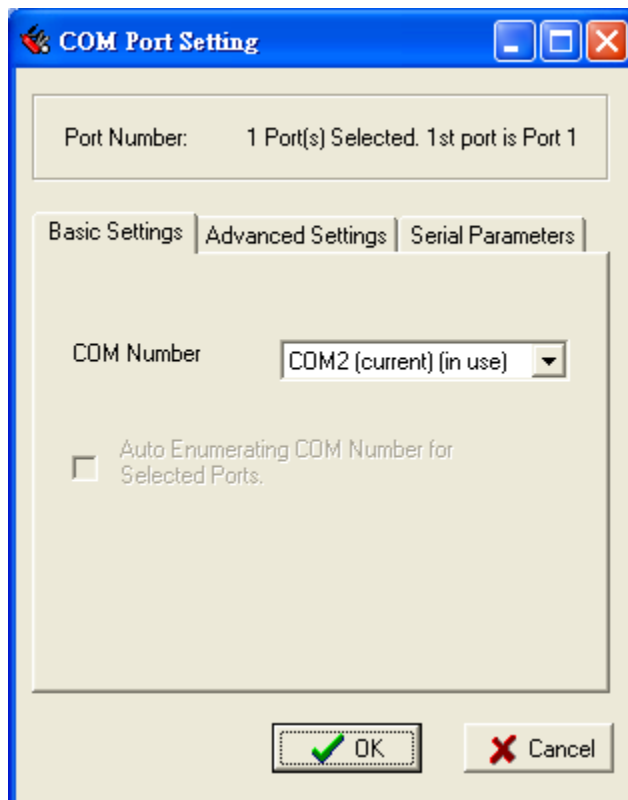 COM Port Setting
Port Number: 1 Port(s) Selected. 1st port is Port 1
Basic Settings Advanced Settings Serial Parameters
COM Number COM2 (current) (in use)
Auto Enumerating COM Number for
Selected Ports.
OK Cancel